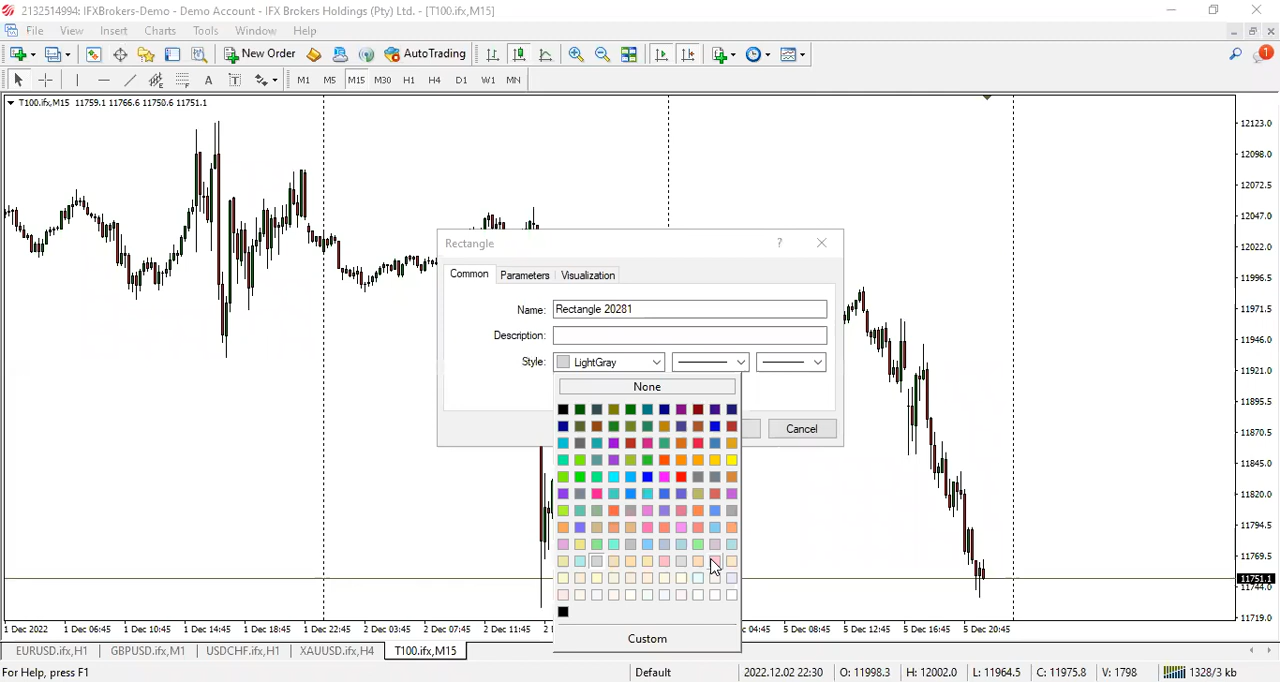 2132514994: IFXBrokers-Demo - Demo Account - IFX Brokers Holdings (Pty) Ltd. - [T100.ifx,M15]
File View Insert Charts Tools Window Help
New Order AutoTrading 1
A T M1 M5 M15 M30 H1 H4 D1 W1 MN
T100.ifx,M15 11759.1 11766.6 11750.6 11751.1
12123.0
12098.0
12072.5
12047.0
12022.0
11996.5
11971.5
11946.0
11921.0
11895.5
11870.5
11845.0
11820.0
11794.5
11769.5
11751.1
11744.0
11719.0
Rectangle ?
Common Parameters Visualization
Name: Rectangle 20281
Description:
Style: LightGray
None
Cancel
Custom
1 Dec 2022 1 Dec 06:45 1 Dec 10:45 1 Dec 14:45 1 Dec 18:45 1 Dec 22:45 2 Dec 03:45 2 Dec 07:45 2 Dec 11:45 04:45 5 Dec 08:45 5 Dec 12:45 5 Dec 16:45 5 Dec 20:45
EURUSD.ifx,H1 GBPUSD.ifx,M1 USDCHF.ifx,H1 XAUUSD.ifx,H4 T100.ifx,M15
For Help, press F1 Default 2022.12.02 22:30 O: 11998.3 H: 12002.0 L: 11964.5 C: 11975.8 V: 1798 1328/3 kb